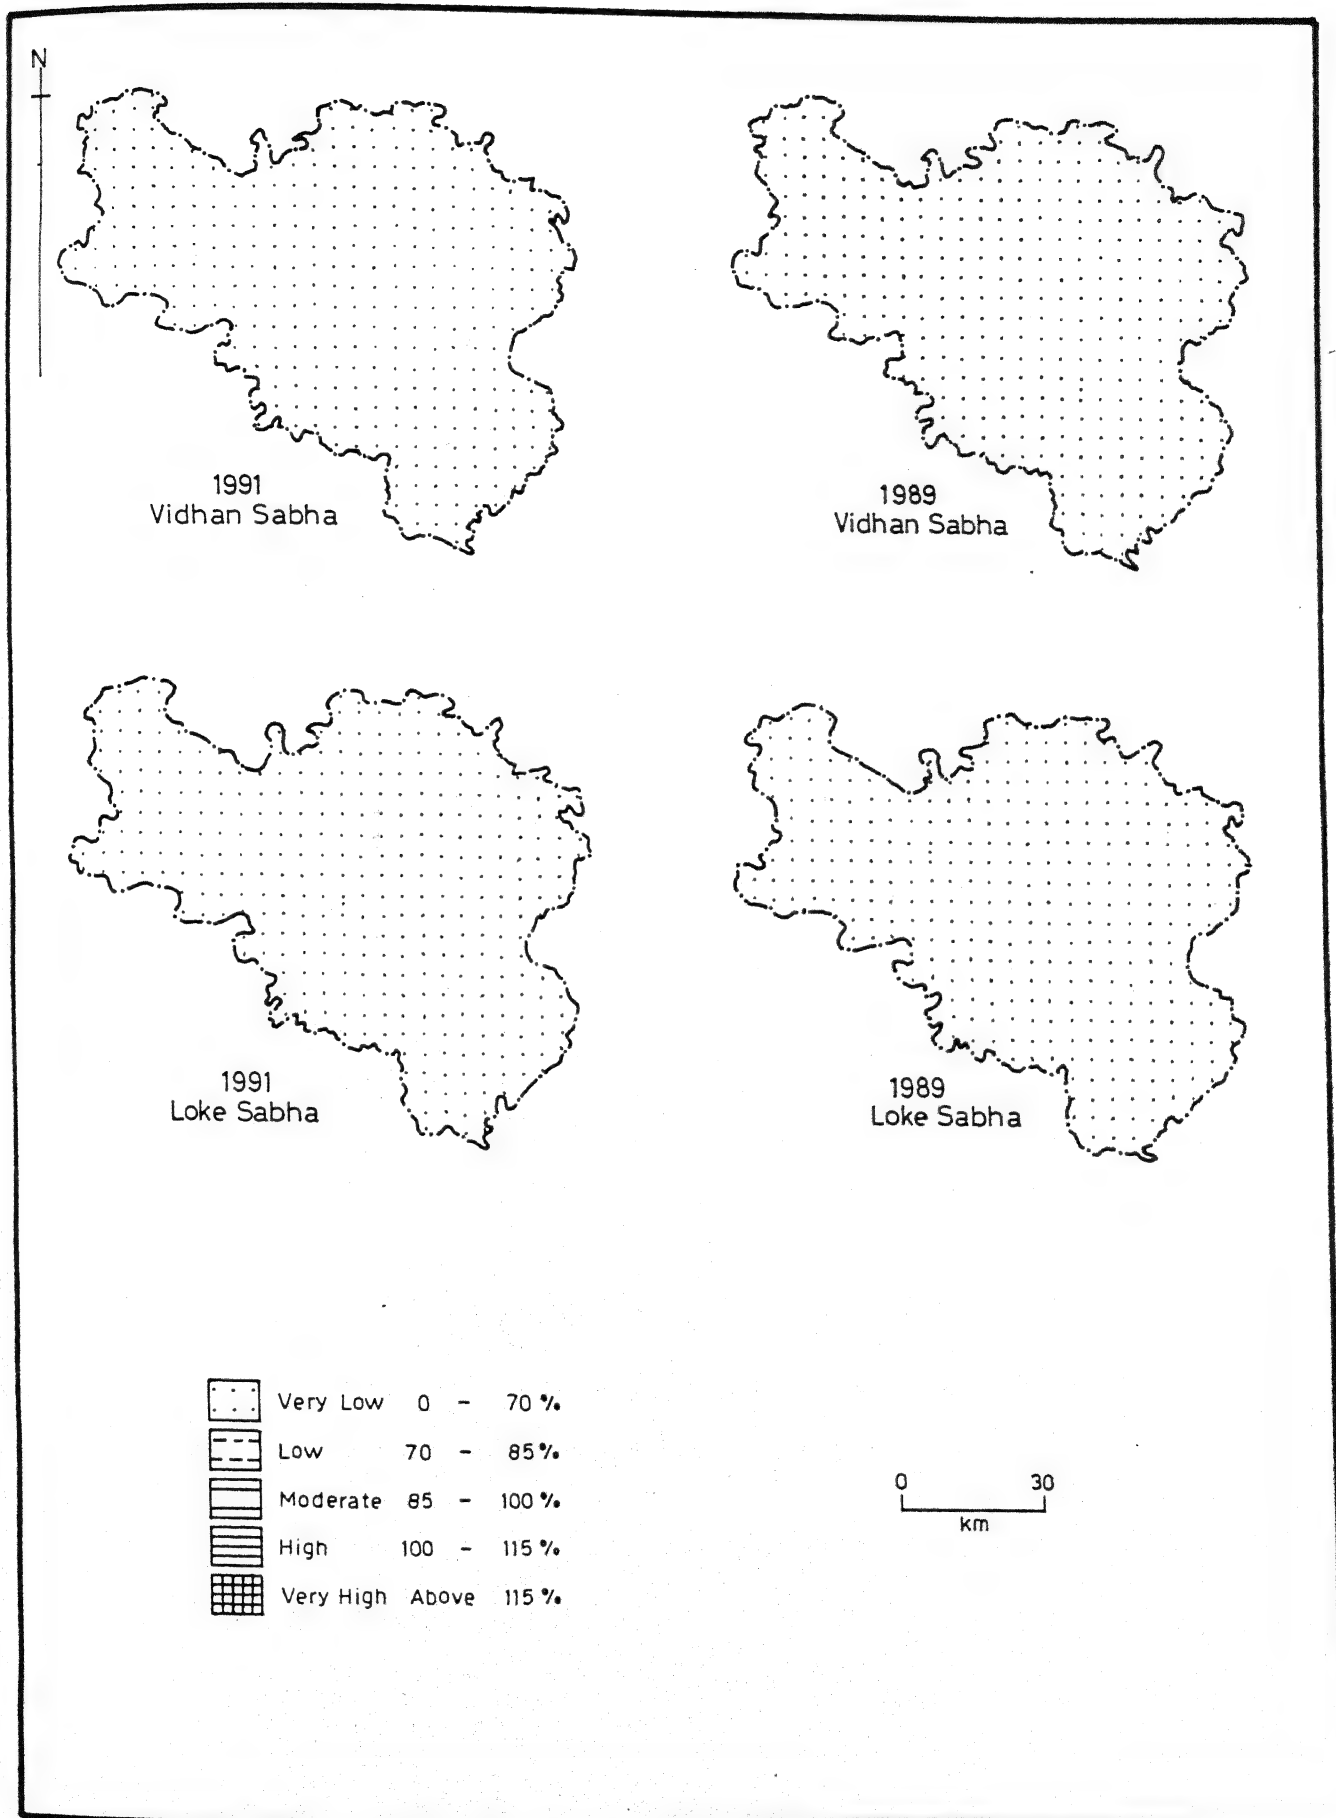 N
1991
Vidhan Sabha
1989
Vidhan Sabha
1991
Loke Sabha
1989
Loke Sabha
Very Low 0 - 70 %
Low 70 - 85 %
Moderate 85 - 100 %
High 100 - 115 %
Very High Above 115 %
0 30
km